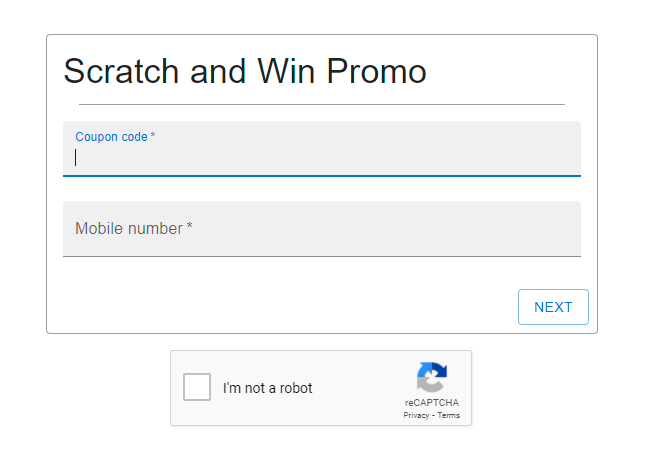 Scratch and Win Promo
Coupon code *
Mobile number *
NEXT
I'm not a robot
reCAPTCHA
Privacy - Terms